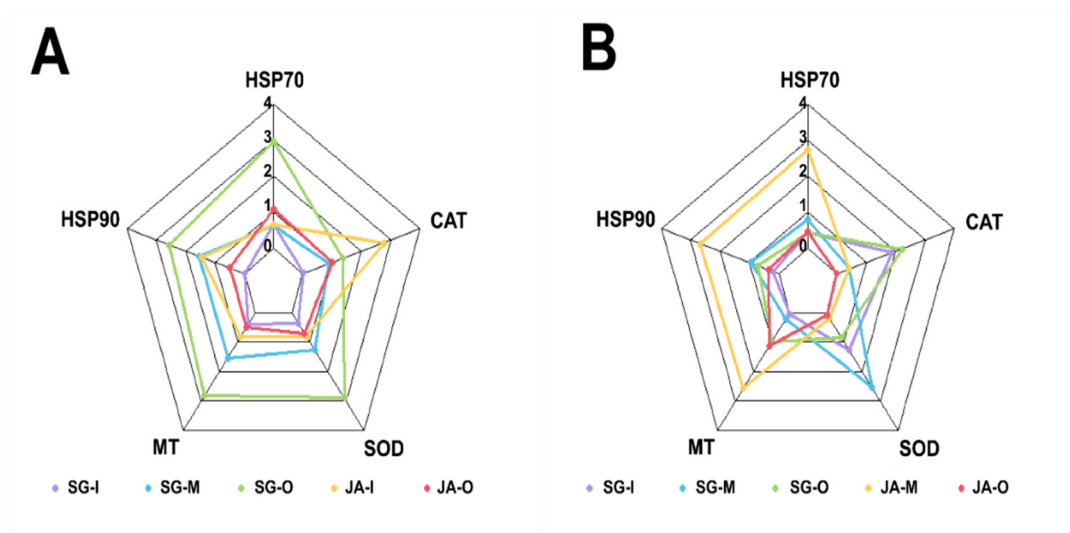 A
HSP70
4
3
2
1
0
HSP90
CAT
MT
SOD
SG-I SG-M SG-O JA-I JA-O
B
HSP70
4
3
2
1
0
HSP90
CAT
MT
SOD
SG-I SG-M SG-O JA-M JA-O